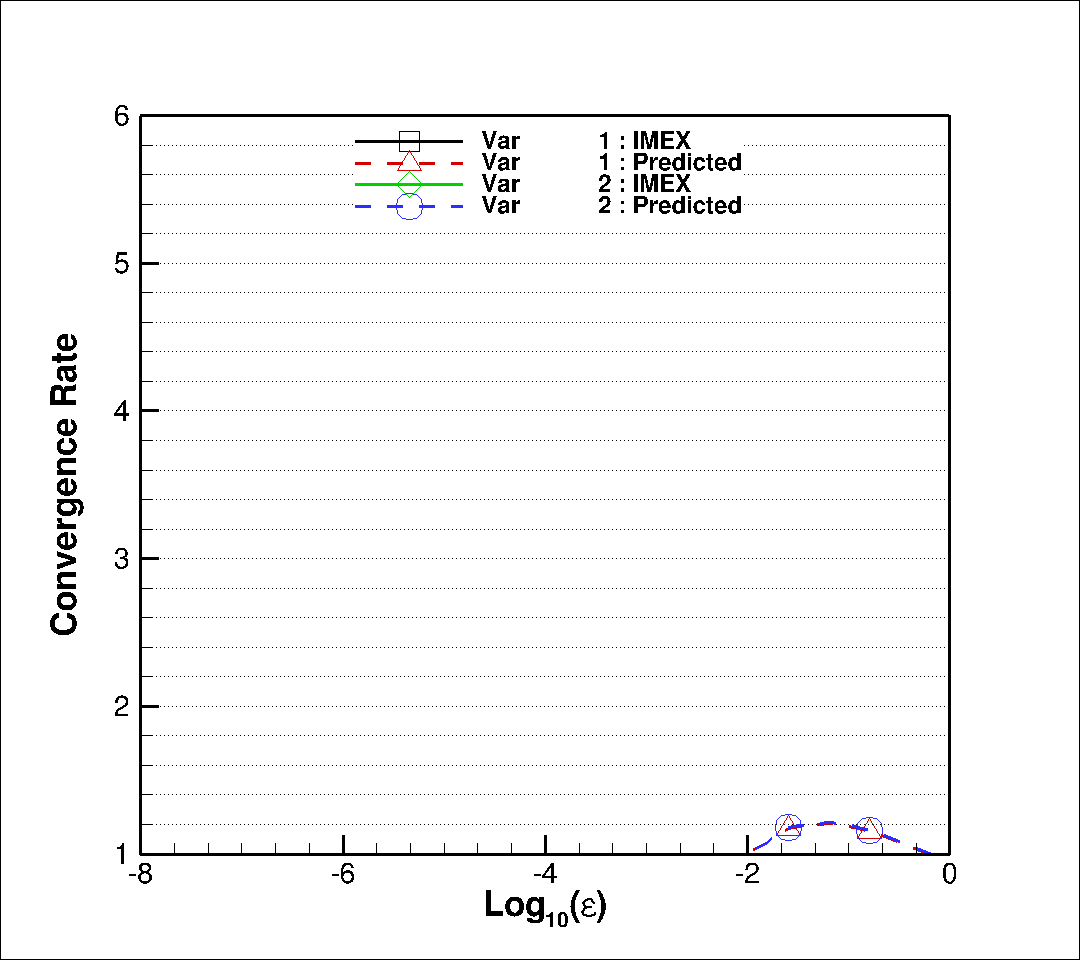 6
Var 1 : IMEX
Var 1 : Predicted
Var 2 : IMEX
Var 2 : Predicted
5
4
3
2
1
Convergence Rate
-8 -6 -4 -2 0
Log10(ε)